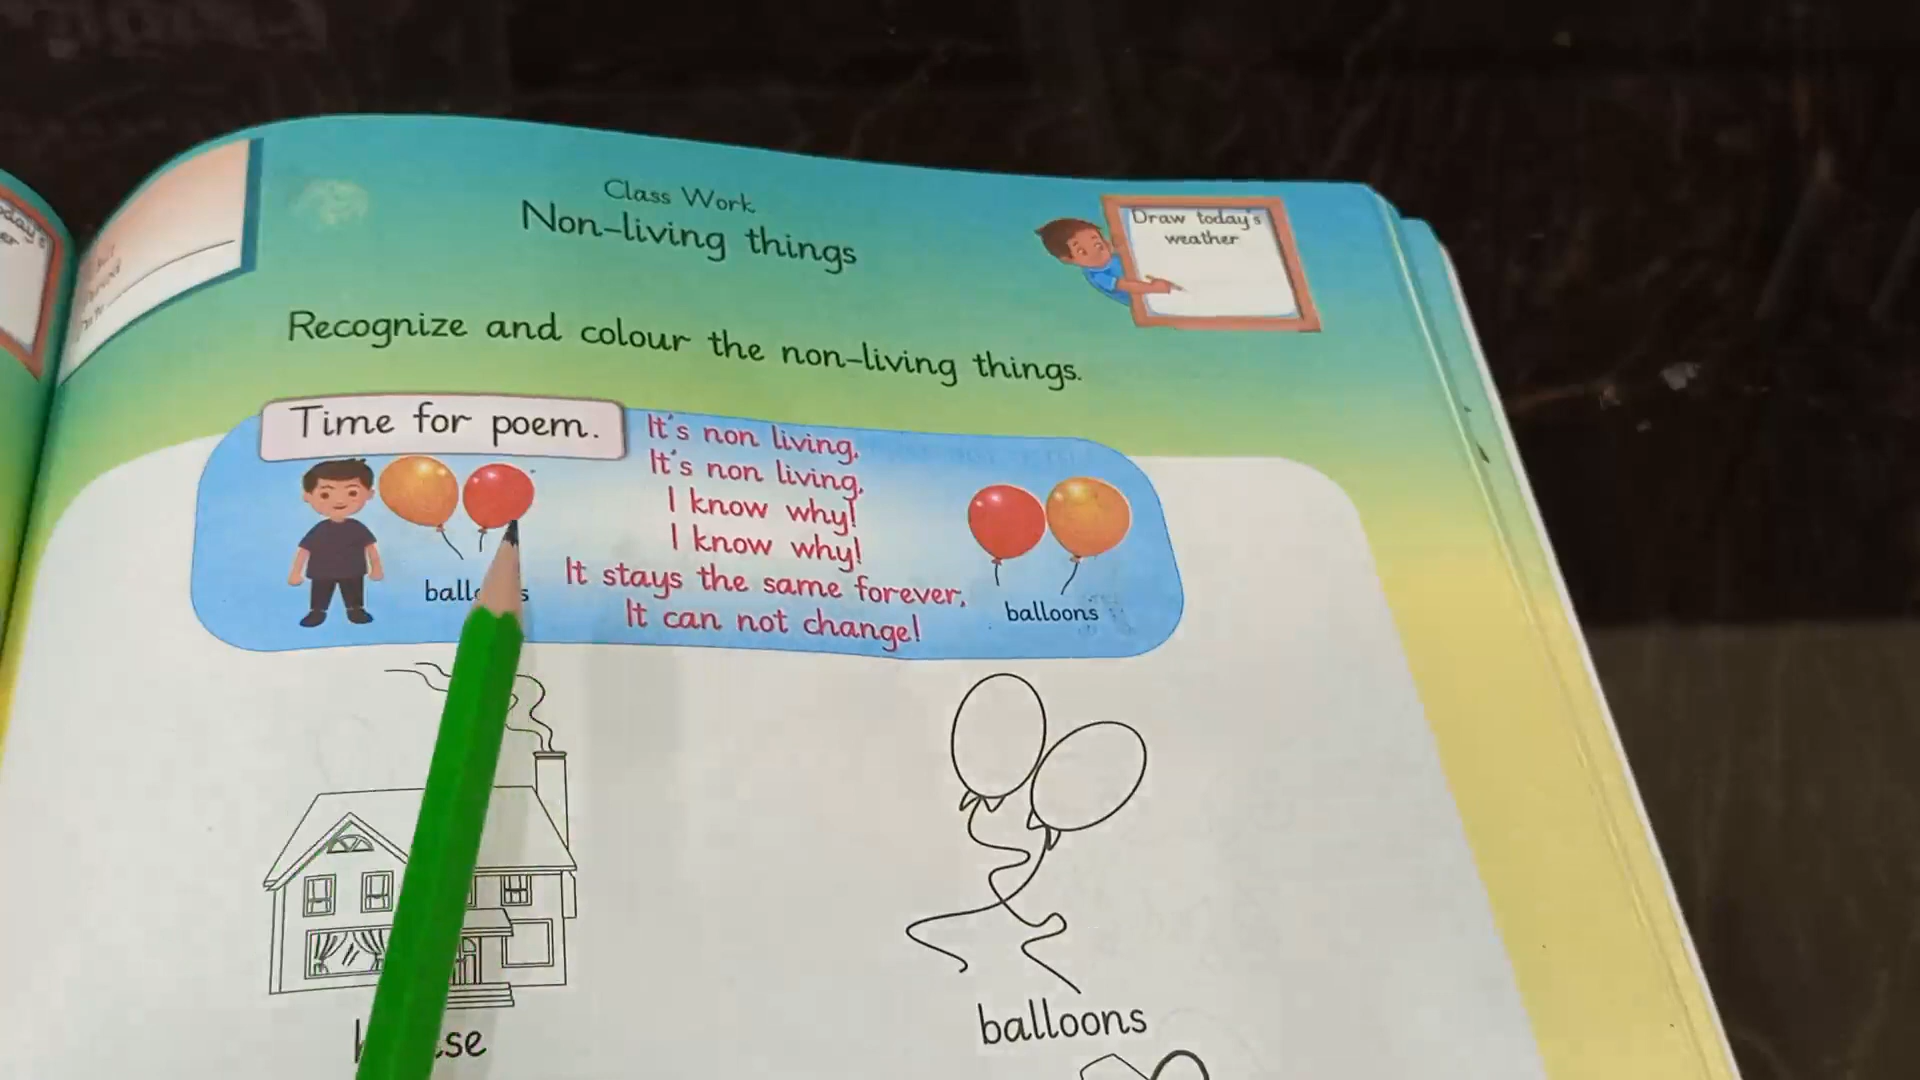 Class Work
Non-living things
Draw today's
weather
Recognize and colour the non-living things.
Time for poem.
It's non living,
It's non living,
I know why!
I know why!
It stays the same forever,
It can not change!
balloons
balloons